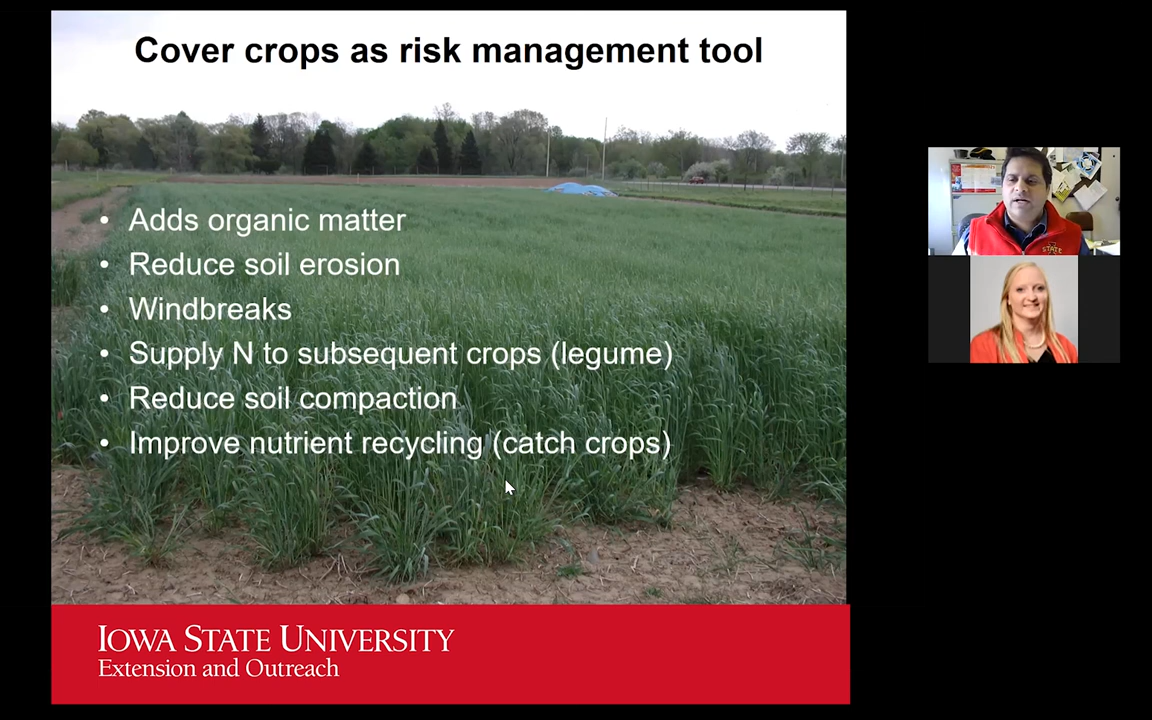 Cover crops as risk management tool
• Adds organic matter
• Reduce soil erosion
• Windbreaks
• Supply N to subsequent crops (legume)
• Reduce soil compaction
• Improve nutrient recycling (catch crops)
IOWA STATE UNIVERSITY
Extension and Outreach
STATE